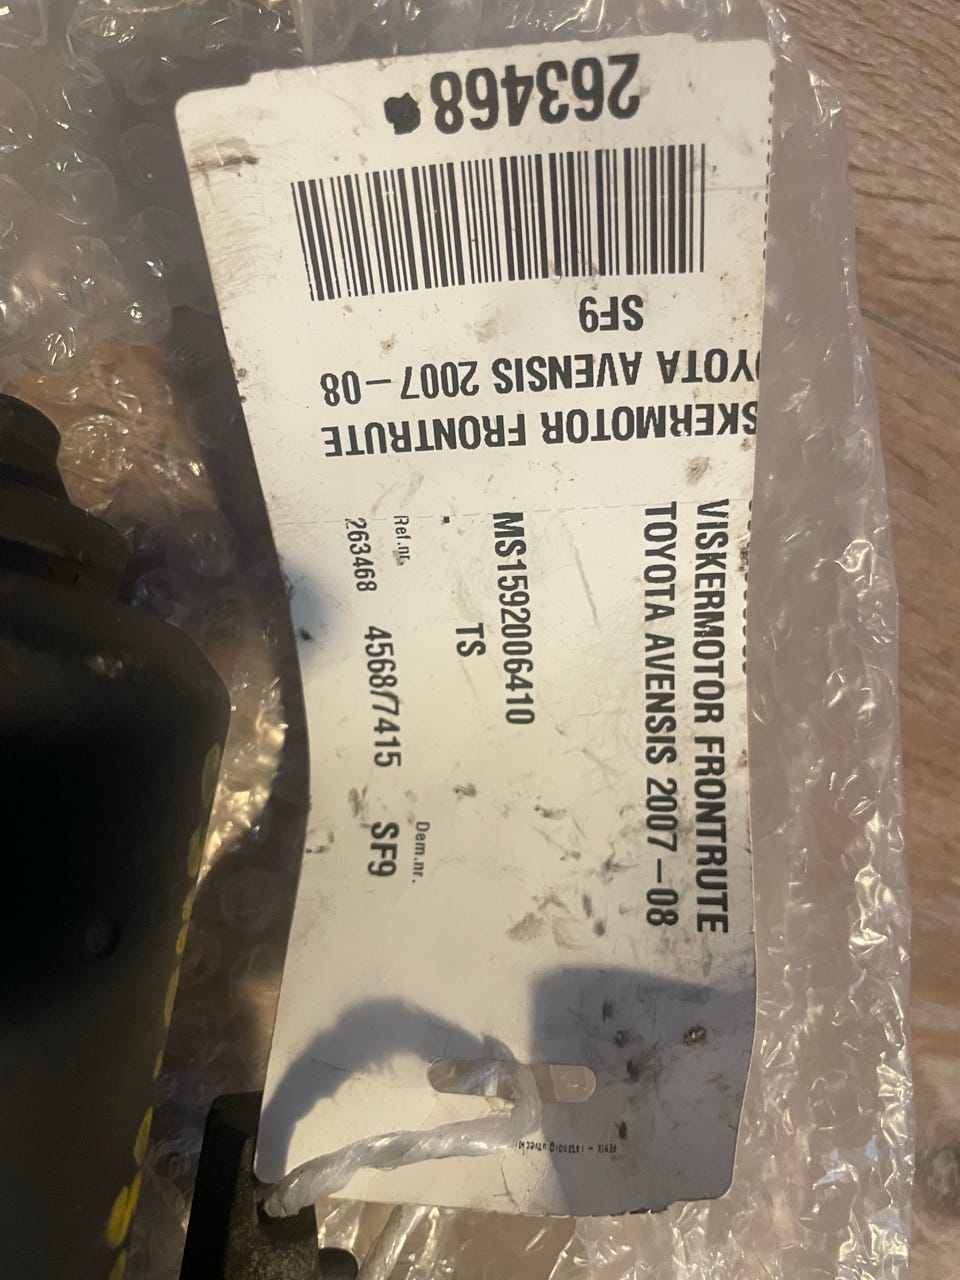 263468
SF9
OYOTA AVENSIS 2007-08
SKERMOTOR FRONTRUTE
VISKERMOTOR FRONTRUTE
TOYOTA AVENSIS 2007-08
MS1592006410
TS
Ref.nr. Dem.nr.
263468 4568/7415 SF9
FENIX -